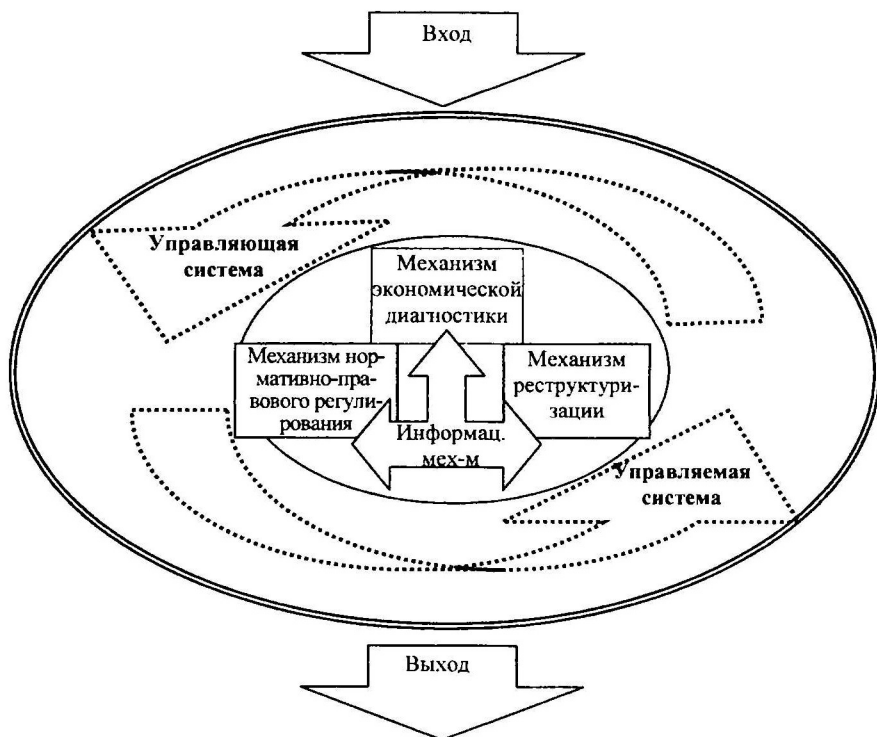 Вход
Управляющая
система
Механизм
экономической
диагностики
Механизм нор-
мативно-пра-
вового регули-
рования
Механизм
реструктури-
зации
Информац.
мех-м
Управляемая
система
Выход